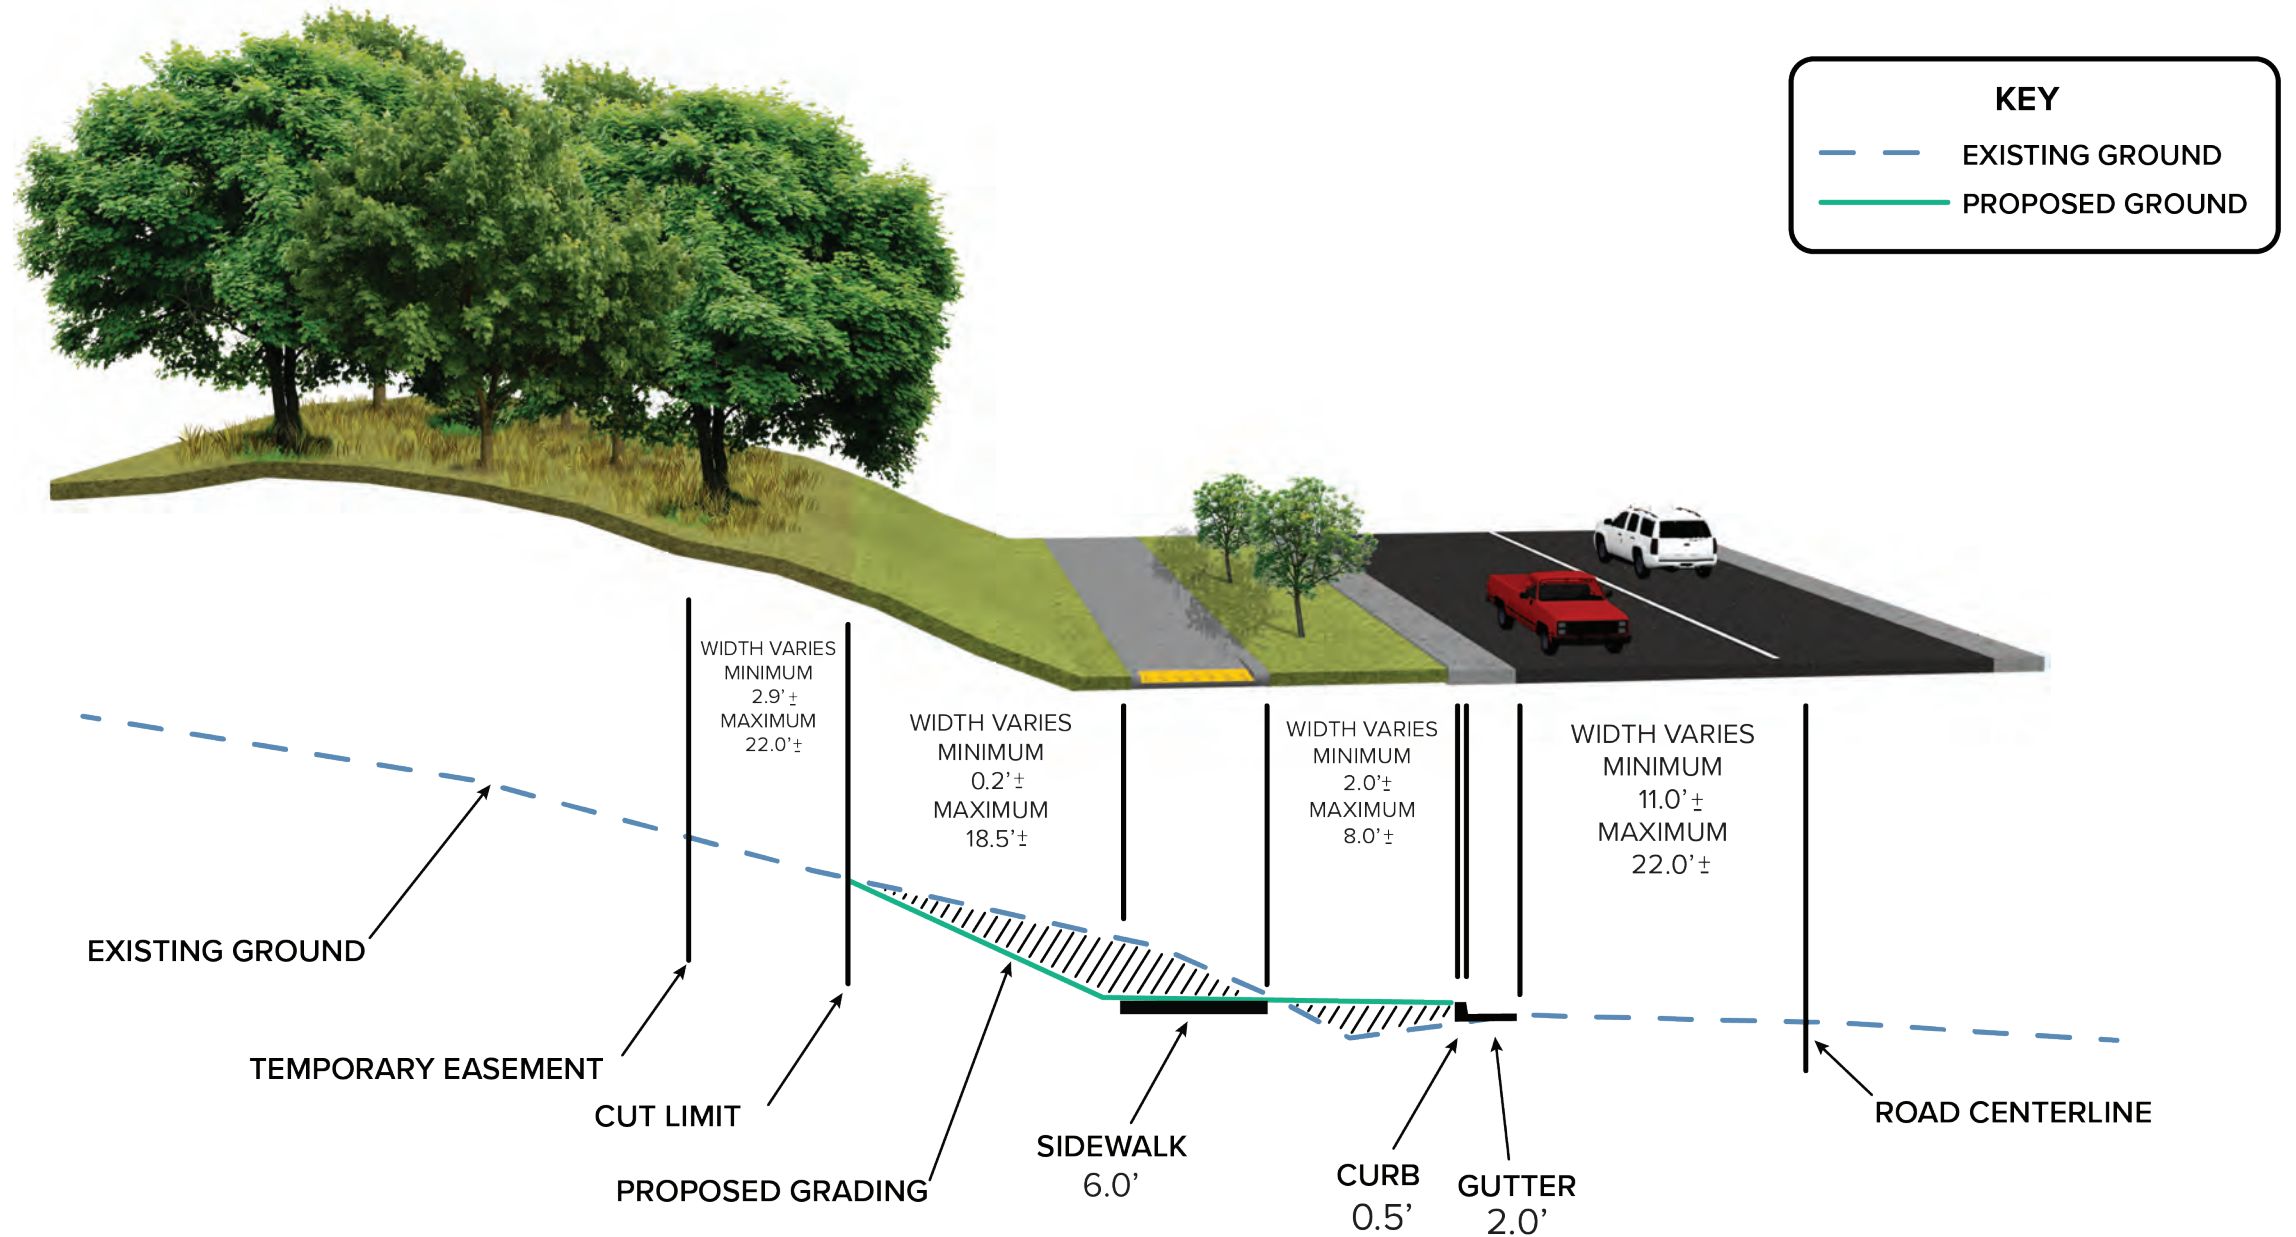 KEY
EXISTING GROUND
PROPOSED GROUND
WIDTH VARIES
MINIMUM
2.9’±
MAXIMUM
22.0’±
WIDTH VARIES
MINIMUM
0.2’±
MAXIMUM
18.5’±
WIDTH VARIES
MINIMUM
2.0’±
MAXIMUM
8.0’±
WIDTH VARIES
MINIMUM
11.0’±
MAXIMUM
22.0’±
EXISTING GROUND
TEMPORARY EASEMENT
CUT LIMIT
PROPOSED GRADING
SIDEWALK
6.0’
CURB
0.5’
GUTTER
2.0’
ROAD CENTERLINE